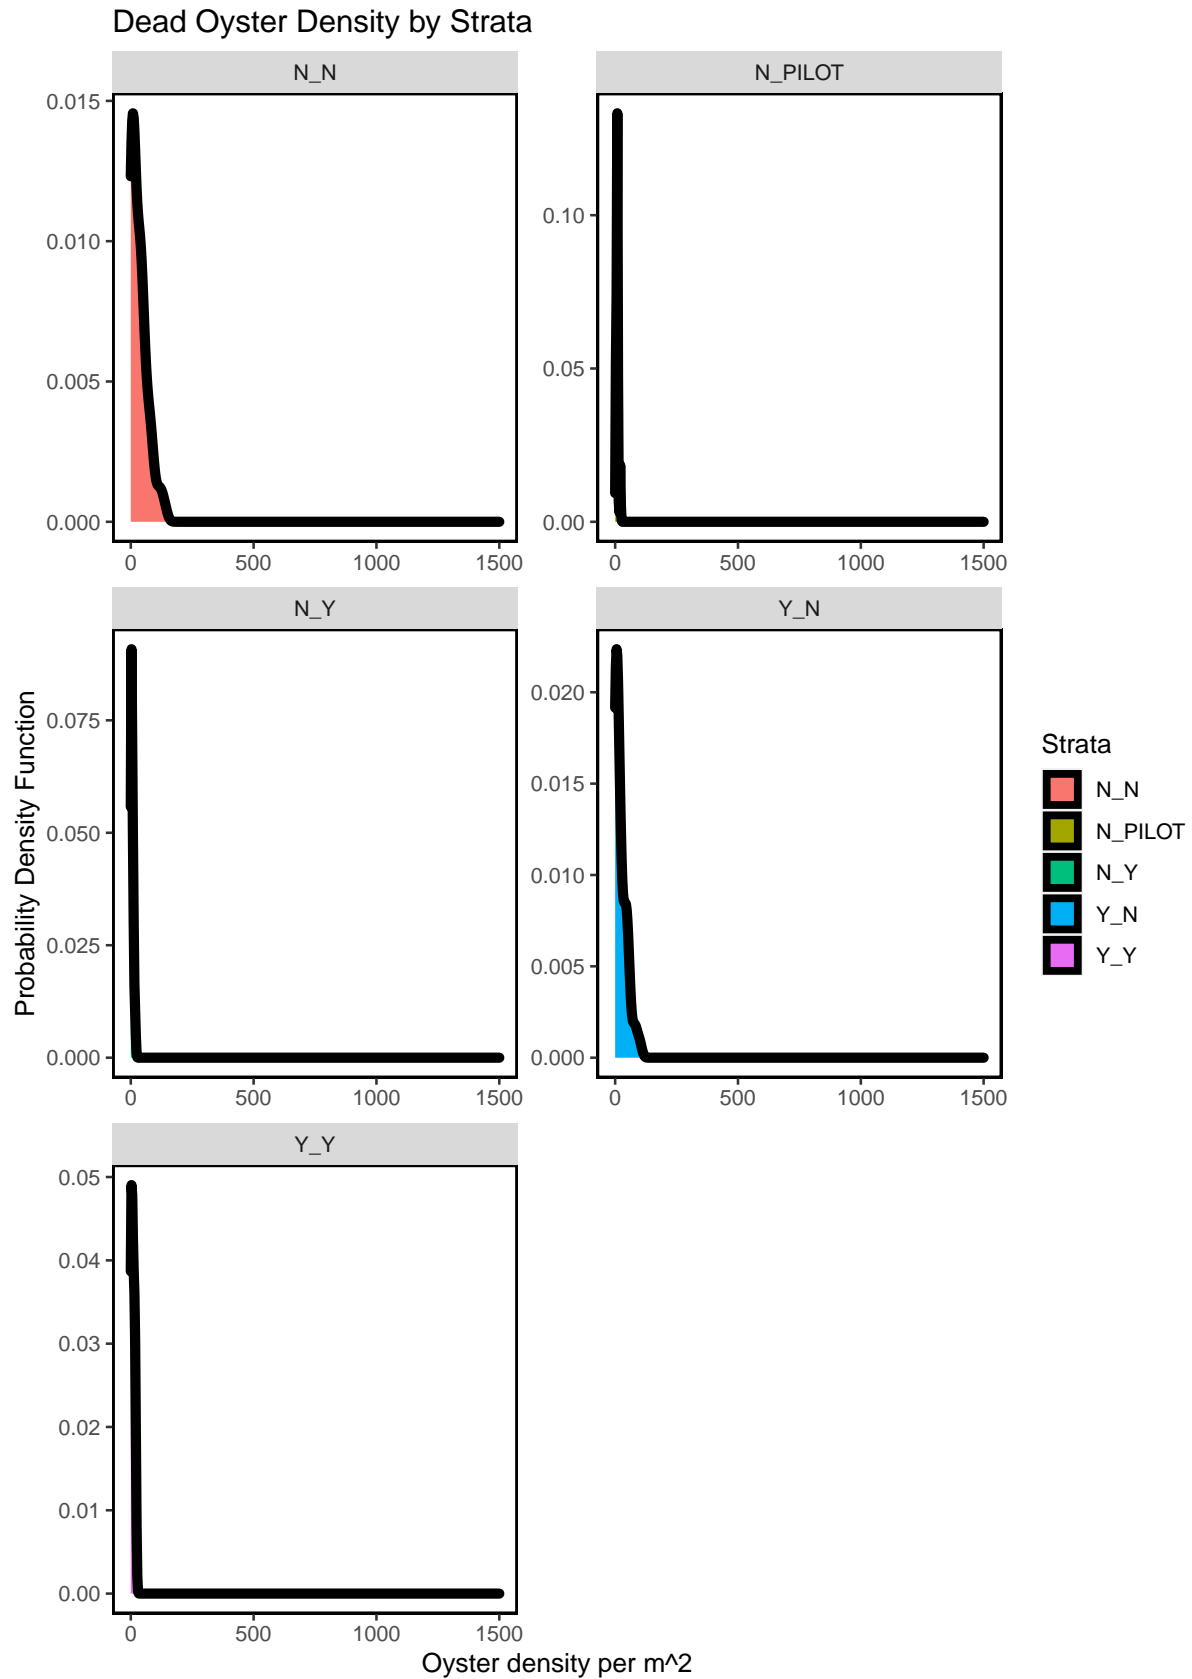 Dead Oyster Density by Strata
N_N
0.015
0.010
0.005
0.000
0 500 1000 1500
N_PILOT
0.10
0.05
0.00
0 500 1000 1500
N_Y
0.075
0.050
0.025
0.000
0 500 1000 1500
Y_N
0.020
0.015
0.010
0.005
0.000
0 500 1000 1500
Y_Y
0.05
0.04
0.03
0.02
0.01
0.00
0 500 1000 1500
Probability Density Function
Oyster density per m^2
Strata
N_N
N_PILOT
N_Y
Y_N
Y_Y